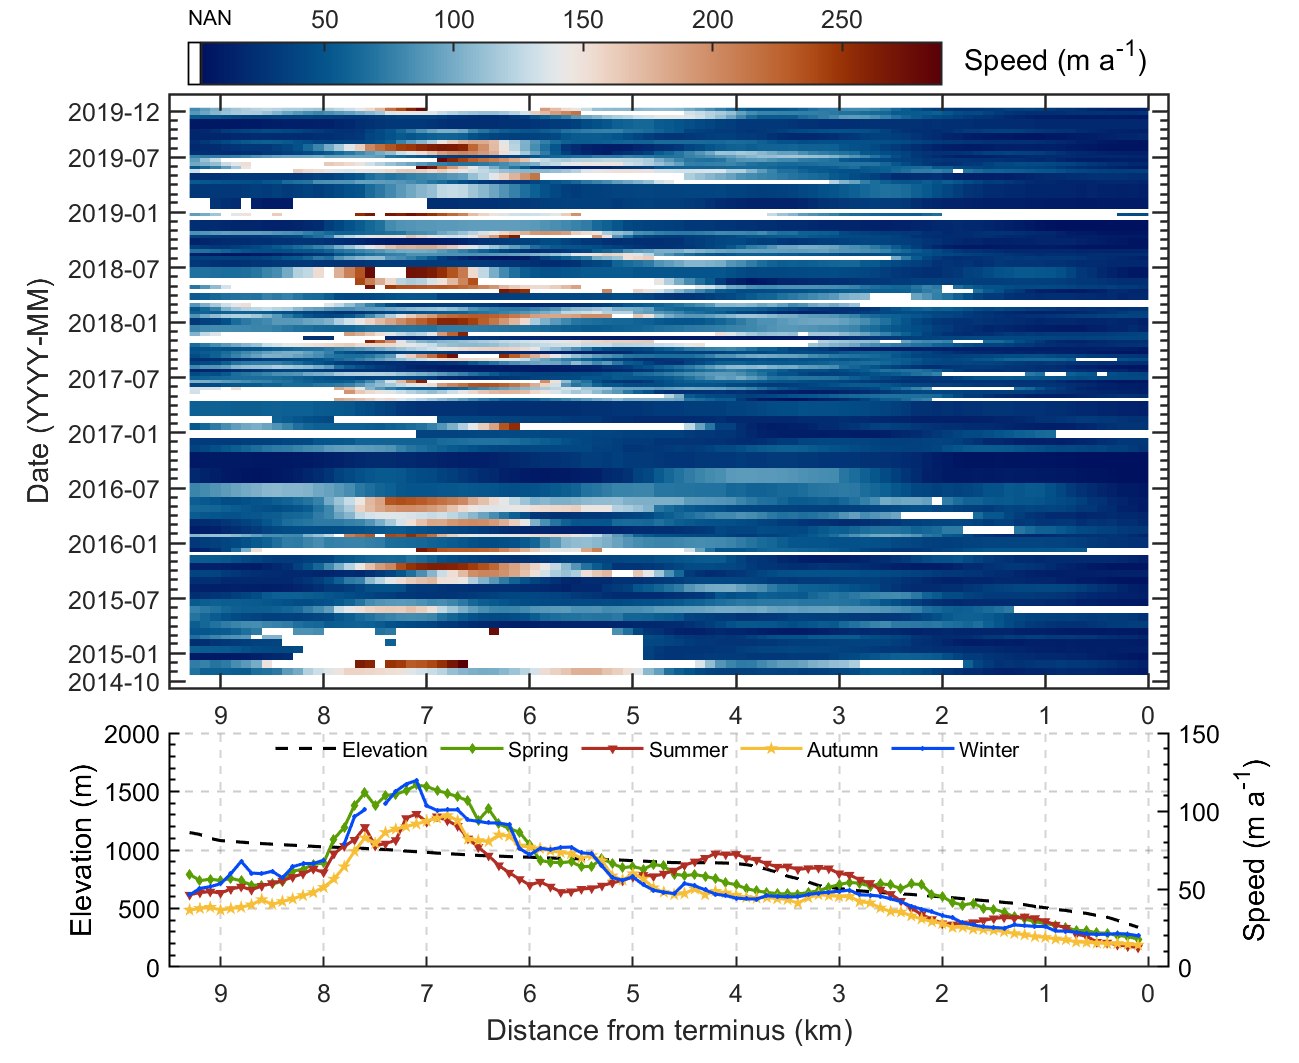 NAN 50 100 150 200 250
Speed (m a-1)
Date (YYYY-MM)
2019-12
2019-07
2019-01
2018-07
2018-01
2017-07
2017-01
2016-07
2016-01
2015-07
2015-01
2014-10
9 8 7 6 5 4 3 2 1 0
Elevation (m)
2000
1500
1000
500
0
Elevation Spring Summer Autumn Winter
150
100
50
0
Speed (m a-1)
9 8 7 6 5 4 3 2 1 0
Distance from terminus (km)